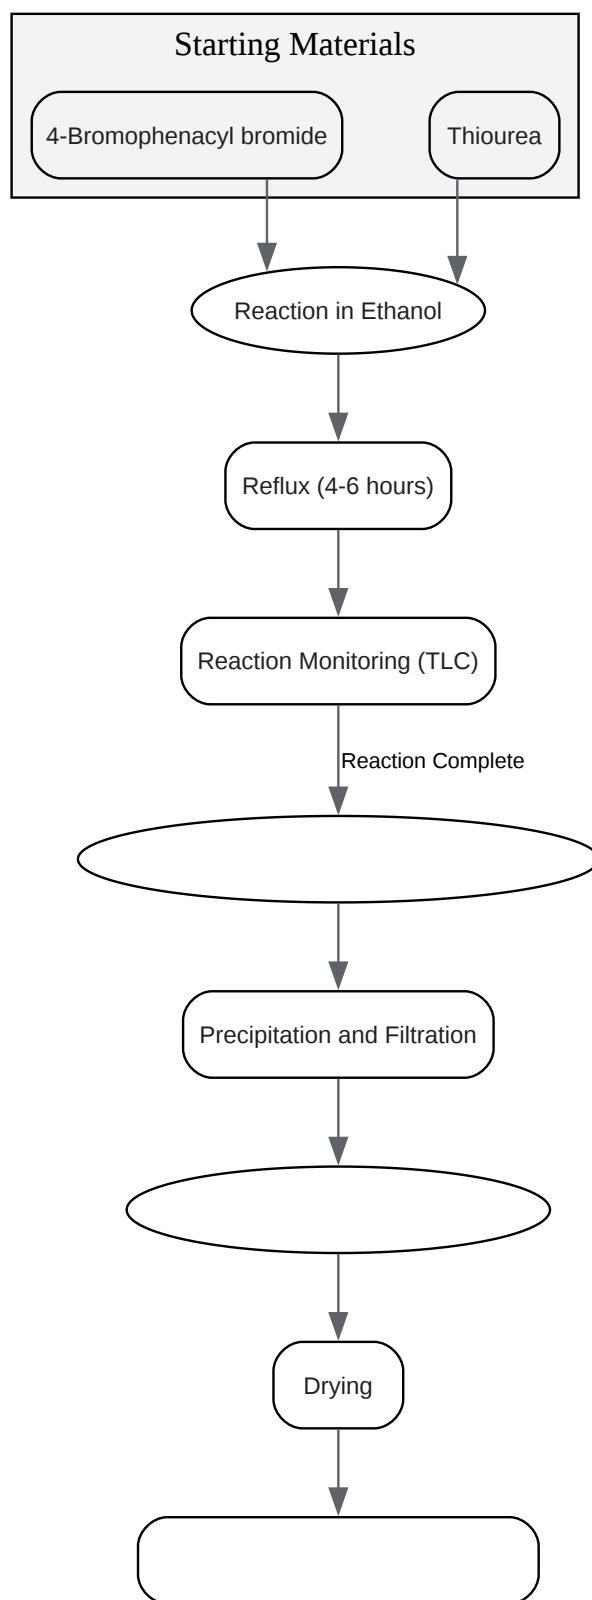 Starting Materials
4-Bromophenacyl bromide
Thiourea
Reaction in Ethanol
Reflux (4-6 hours)
Reaction Monitoring (TLC)
Reaction Complete
Precipitation and Filtration
Drying